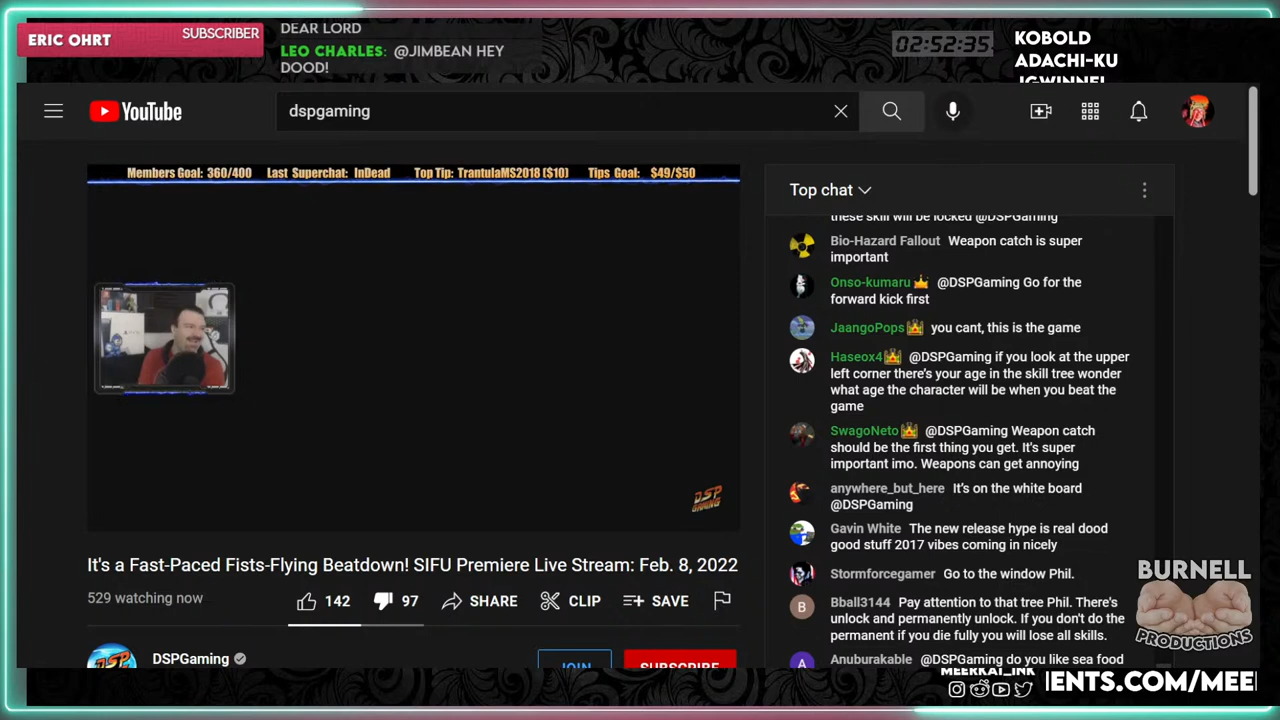 ERIC OHRT
SUBSCRIBER
DEAR LORD
LEO CHARLES: @JIMBEAN HEY
DOOD!
02:52:35
KOBOLD
ADACHI-KU
JGWINNEL
YouTube
dspgaming
Members Goal: 360/400 Last Superchat: InDead Top Tip: TrantulaMS2018 ($10) Tips Goal: $49/$50
DSP
GAMING
It's a Fast-Paced Fists-Flying Beatdown! SIFU Premiere Live Stream: Feb. 8, 2022
529 watching now
142
97
SHARE
CLIP
SAVE
DSPGaming
JOIN
SUBSCRIBE
Top chat
these skill will be locked @DSPGaming
Bio-Hazard Fallout Weapon catch is super
important
Onso-kumaru @DSPGaming Go for the
forward kick first
JaangoPops you cant, this is the game
Haseox4 @DSPGaming if you look at the upper
left corner there's your age in the skill tree wonder
what age the character will be when you beat the
game
SwagoNeto @DSPGaming Weapon catch
should be the first thing you get. It's super
important imo. Weapons can get annoying
anywhere_but_here It's on the white board
@DSPGaming
Gavin White The new release hype is real dood
good stuff 2017 vibes coming in nicely
Stormforcegamer Go to the window Phil.
B
Bball3144 Pay attention to that tree Phil. There's
unlock and permanently unlock. If you don't do the
permanent if you die fully you will lose all skills.
A
Anuburakable @DSPGaming do you like sea food
BURNELL
PRODUCTIONS
MEERKAT_INK
ENTS.COM/MEE